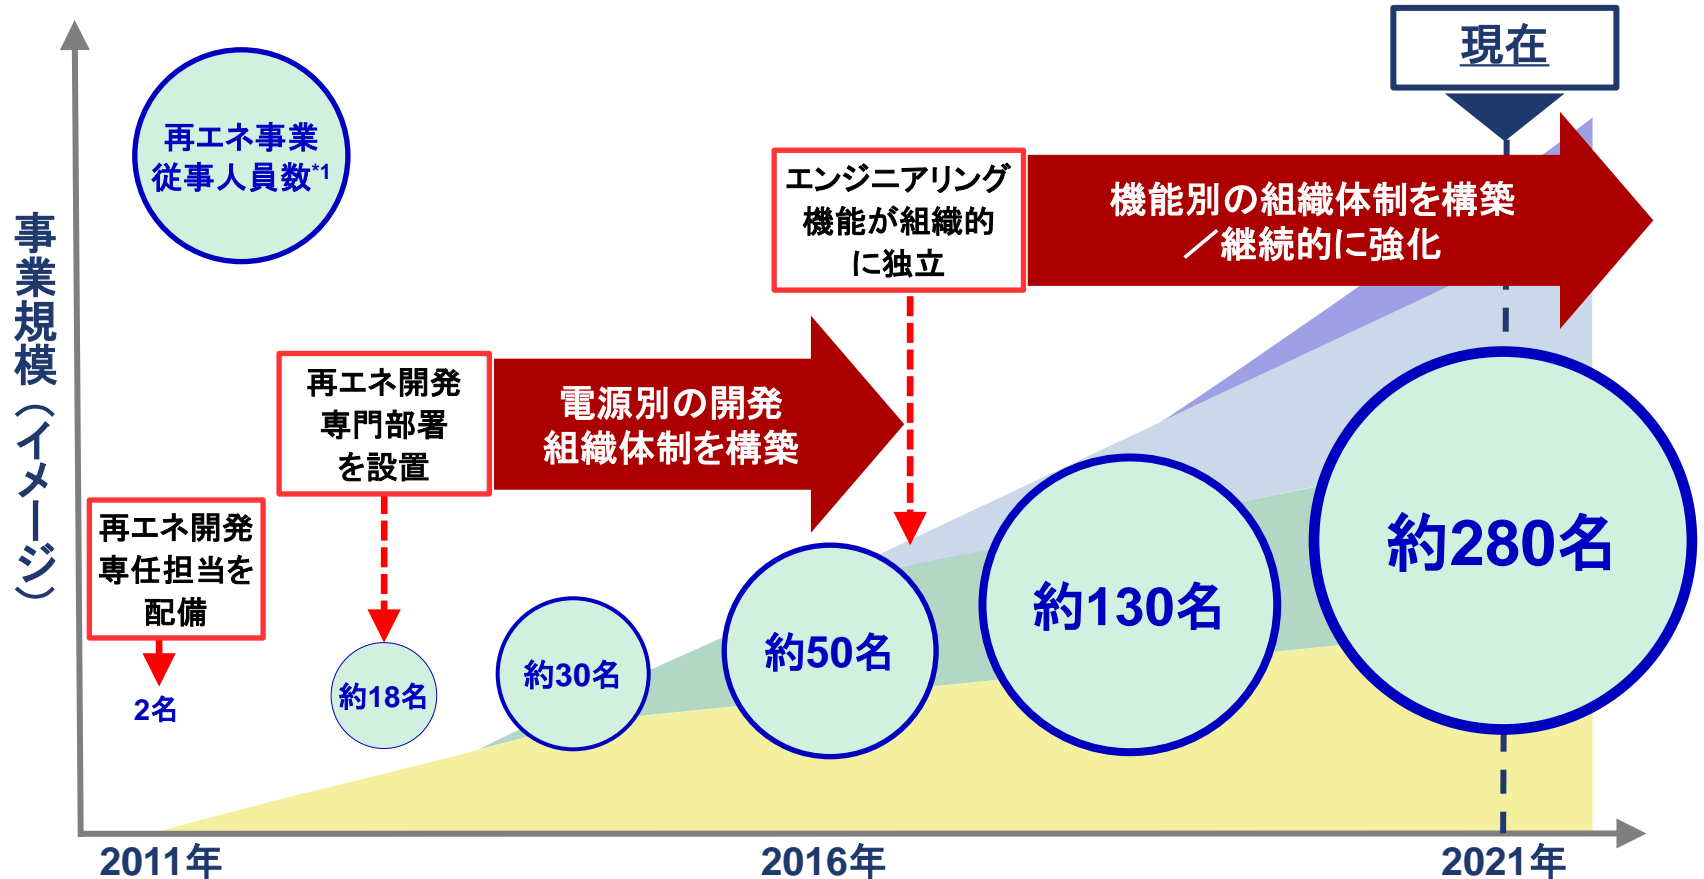 現在
再エネ事業
従事人員数*1
エンジニアリング
機能が組織的
に独立
機能別の組織体制を構築
／継続的に強化
事業規模（イメージ）
再エネ開発
専門部署
を設置
電源別の開発
組織体制を構築
再エネ開発
専任担当を
配備
2名
約18名
約30名
約50名
約130名
約280名
2011年
2016年
2021年